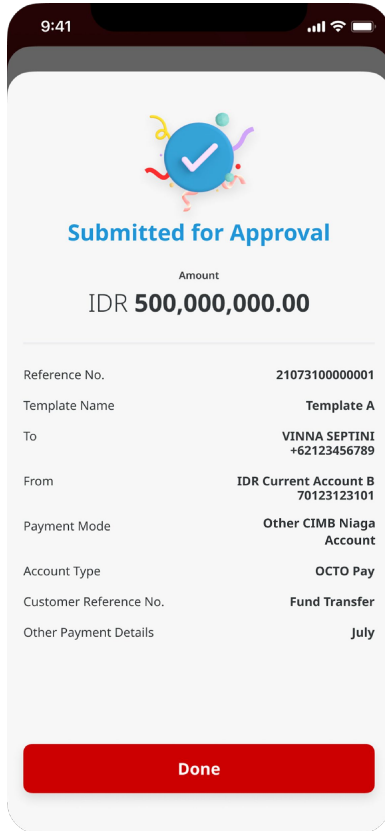 9:41
Submitted for Approval
Amount
IDR 500,000,000.00
Reference No. 21073100000001
Template Name Template A
To VINNA SEPTINI
+62123456789
From IDR Current Account B
70123123101
Payment Mode Other CIMB Niaga
Account
Account Type OCTO Pay
Customer Reference No. Fund Transfer
Other Payment Details July
Done